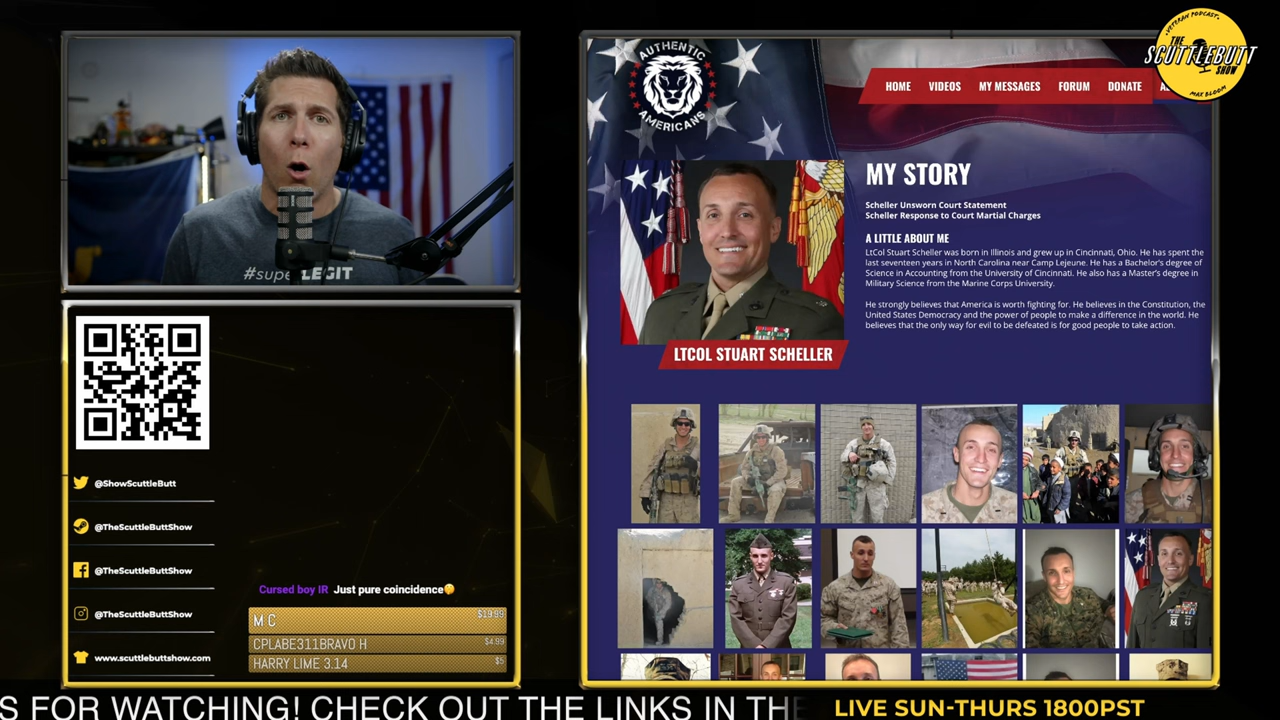 VETERAN PODCAST
THE
SCUTTLEBUTT
SHOW
MAX BLOOM
AUTHENTIC
AMERICANS
HOME VIDEOS MY MESSAGES FORUM DONATE
#superLEGIT
MY STORY
Scheller Unsworn Court Statement
Scheller Response to Court Martial Charges
A LITTLE ABOUT ME
LtCol Stuart Scheller was born in Illinois and grew up in Cincinnati, Ohio. He has spent the
last seventeen years in North Carolina near Camp Lejeune. He has a Bachelor's degree of
Science in Accounting from the University of Cincinnati. He also has a Master's degree in
Military Science from the Marine Corps University.
He strongly believes that America is worth fighting for. He believes in the Constitution, the
United States Democracy and the power of people to make a difference in the world. He
believes that the only way for evil to be defeated is for good people to take action.
LTCOL STUART SCHELLER
@ShowScuttleButt
@TheScuttleButtShow
@TheScuttleButtShow
@TheScuttleButtShow
www.scuttlebuttshow.com
Cursed boy IR Just pure coincidence
M C $19.99
CPLABE311BRAVO H $4.99
HARRY LIME 3.14 $5
S FOR WATCHING! CHECK OUT THE LINKS IN TH
LIVE SUN-THURS 1800PST